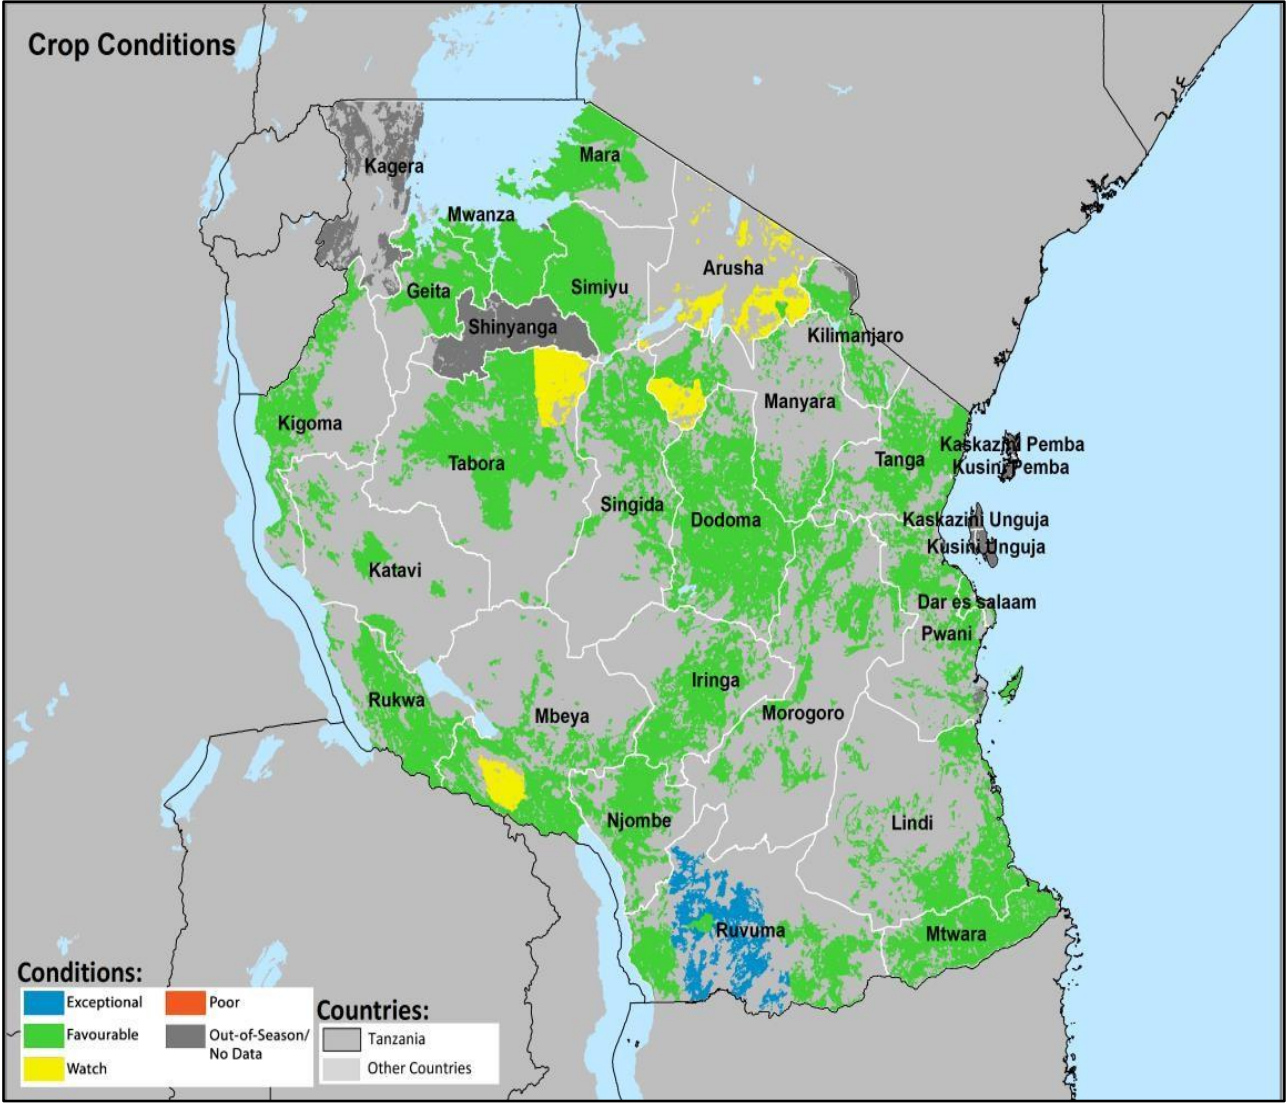 Crop Conditions
Mara
Kagera
Mwanza
Arusha
Geita
Simiyu
Shinyanga
Kilimanjaro
Manyara
Kigoma
Kaskazini Pemba
Tabora
Tanga
Kusini Pemba
Singida
Dodoma
Kaskazini Unguja
Kusini Unguja
Katavi
Dar es salaam
Pwani
Iringa
Rukwa
Mbeya
Morogoro
Njombe
Lindi
Ruvuma
Mtwara
Conditions:
Exceptional
Poor
Favourable
Out-of-Season/
No Data
Watch
Countries:
Tanzania
Other Countries